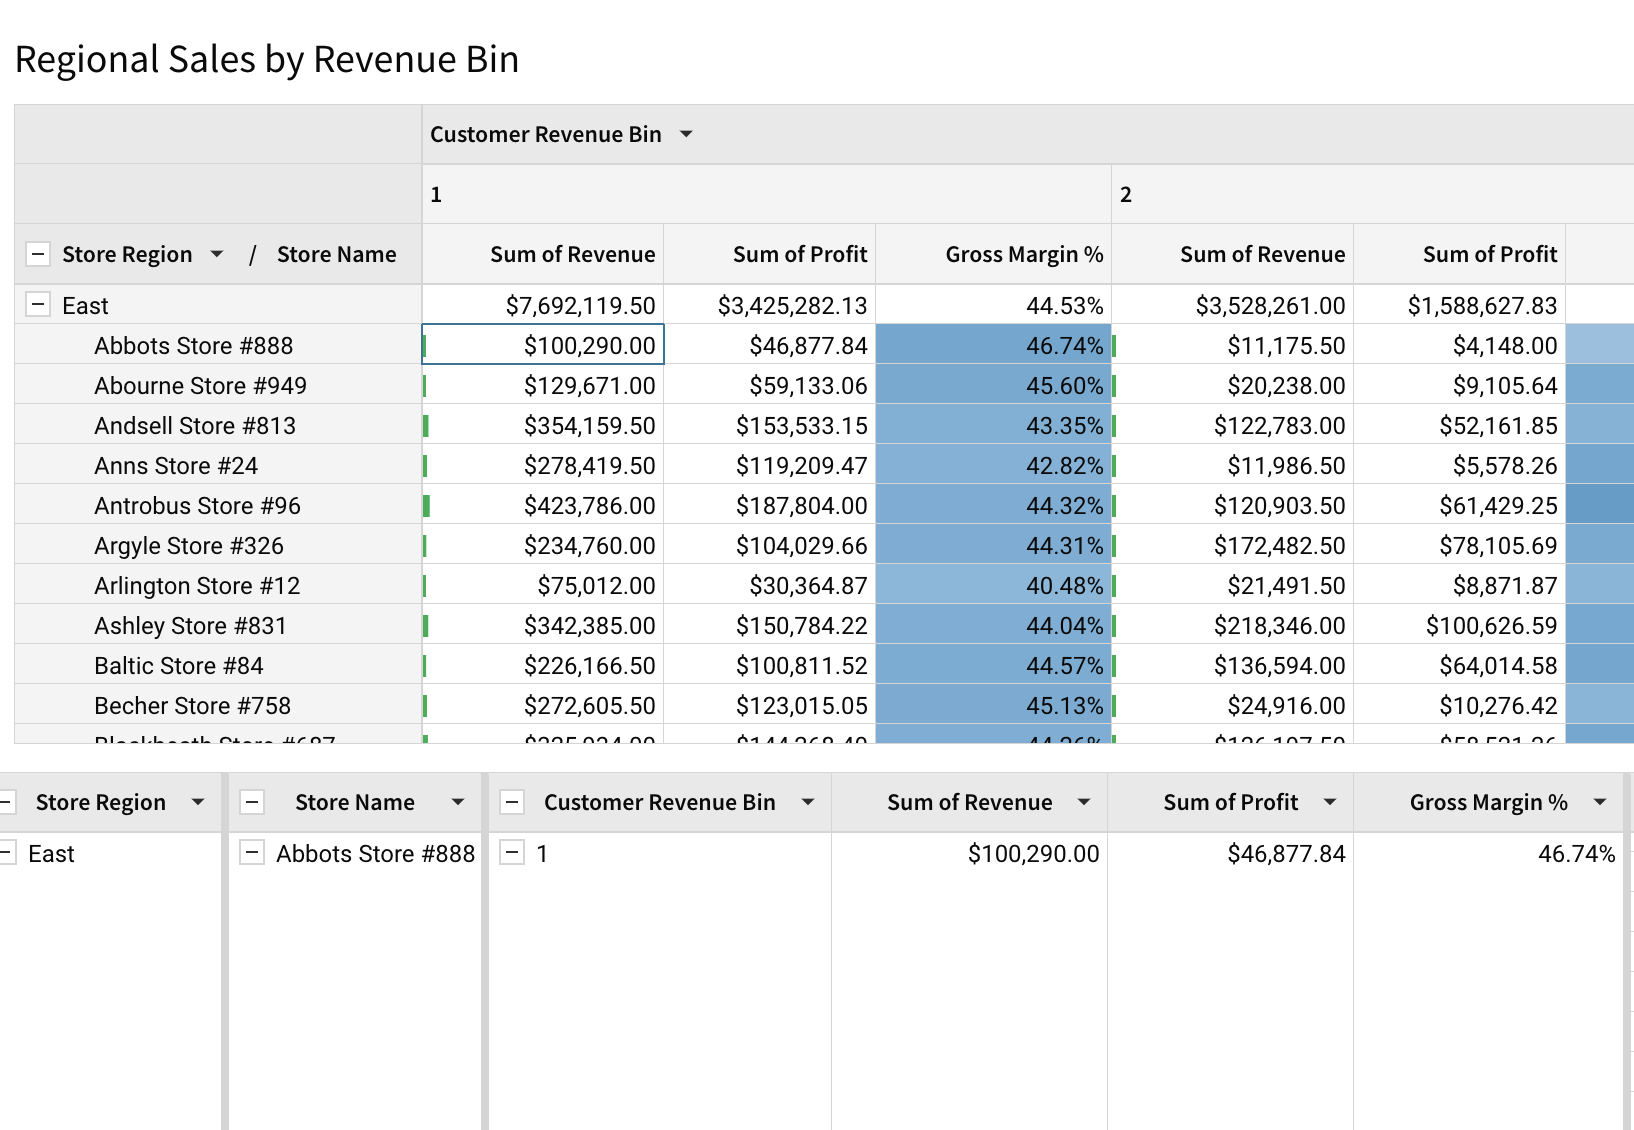 Regional Sales by Revenue Bin
Customer Revenue Bin
1 2
Store Region / Store Name Sum of Revenue Sum of Profit Gross Margin % Sum of Revenue Sum of Profit
East $7,692,119.50 $3,425,282.13 44.53% $3,528,261.00 $1,588,627.83
Abbots Store #888 $100,290.00 $46,877.84 46.74% $11,175.50 $4,148.00
Abourne Store #949 $129,671.00 $59,133.06 45.60% $20,238.00 $9,105.64
Andsell Store #813 $354,159.50 $153,533.15 43.35% $122,783.00 $52,161.85
Anns Store #24 $278,419.50 $119,209.47 42.82% $11,986.50 $5,578.26
Antrobus Store #96 $423,786.00 $187,804.00 44.32% $120,903.50 $61,429.25
Argyle Store #326 $234,760.00 $104,029.66 44.31% $172,482.50 $78,105.69
Arlington Store #12 $75,012.00 $30,364.87 40.48% $21,491.50 $8,871.87
Ashley Store #831 $342,385.00 $150,784.22 44.04% $218,346.00 $100,626.59
Baltic Store #84 $226,166.50 $100,811.52 44.57% $136,594.00 $64,014.58
Becher Store #758 $272,605.50 $123,015.05 45.13% $24,916.00 $10,276.42
Store Region Store Name Customer Revenue Bin Sum of Revenue Sum of Profit Gross Margin %
East Abbots Store #888 1 $100,290.00 $46,877.84 46.74%